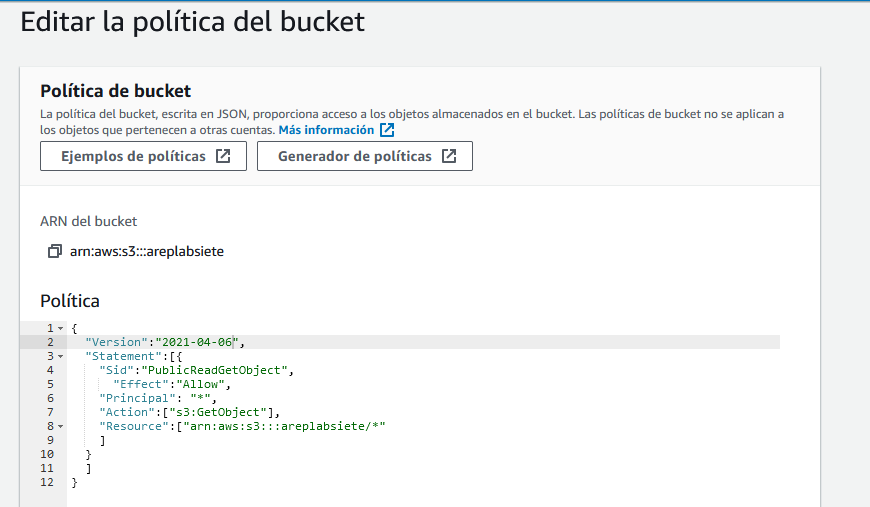 Editar la política del bucket
Política de bucket
La política del bucket, escrita en JSON, proporciona acceso a los objetos almacenados en el bucket. Las políticas de bucket no se aplican a
los objetos que pertenecen a otras cuentas. Más información
Ejemplos de políticas Generador de políticas
ARN del bucket
arn:aws:s3:::areplabsiete
Política
1 {
2 "Version":"2021-04-06",
3 "Statement":[{
4 "Sid":"PublicReadGetObject",
5 "Effect":"Allow",
6 "Principal": "*",
7 "Action":["s3:GetObject"],
8 "Resource":["arn:aws:s3:::areplabsiete/*"
9 ]
10 }
11 ]
12 }